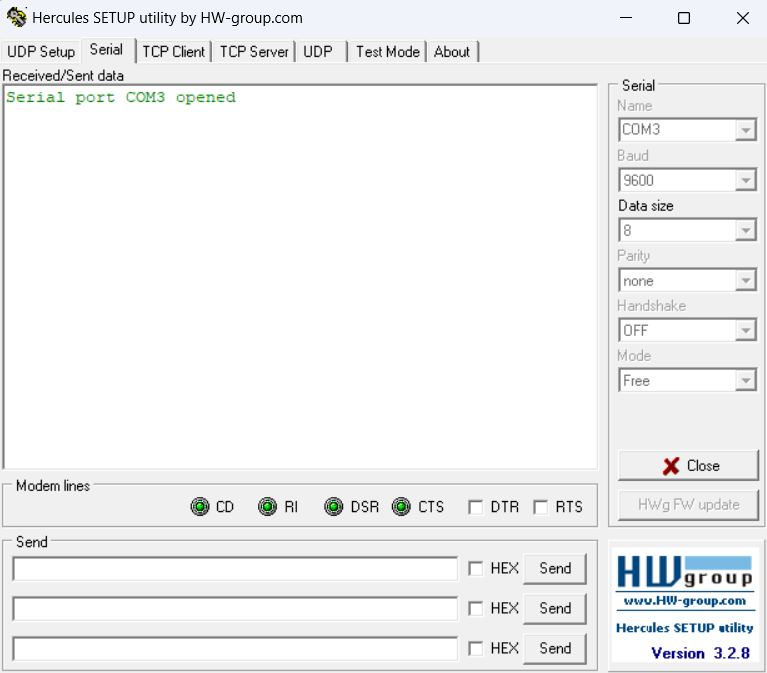 Hercules SETUP utility by HW-group.com
UDP Setup Serial TCP Client TCP Server UDP Test Mode About
Received/Sent data
Serial port COM3 opened
Serial
Name
COM3
Baud
9600
Data size
8
Parity
none
Handshake
OFF
Mode
Free
Close
HWg FW update
Modem lines
CD RI DSR CTS DTR RTS
Send
HEX Send
HEX Send
HEX Send
HWgroup
www.HW-group.com
Hercules SETUP utility
Version 3.2.8